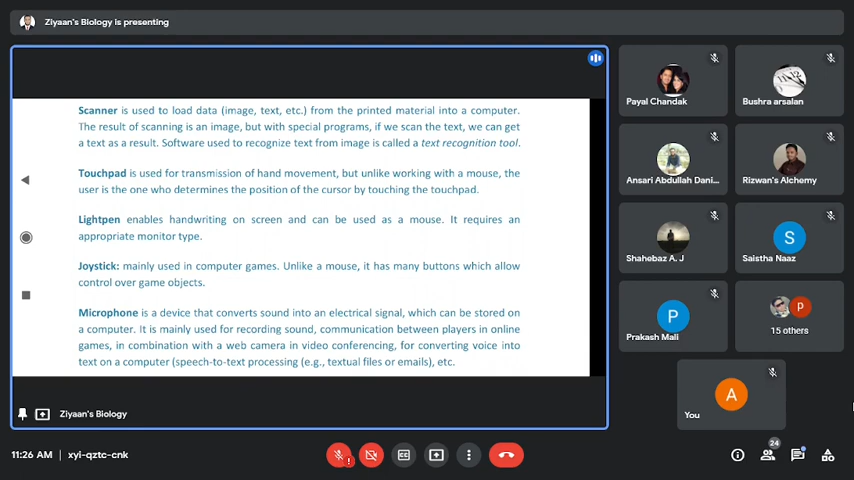 Ziyaan's Biology is presenting
Scanner is used to load data (image, text, etc.) from the printed material into a computer.
The result of scanning is an image, but with special programs, if we scan the text, we can get
a text as a result. Software used to recognize text from image is called a text recognition tool.
Touchpad is used for transmission of hand movement, but unlike working with a mouse, the
user is the one who determines the position of the cursor by touching the touchpad.
Lightpen enables handwriting on screen and can be used as a mouse. It requires an
appropriate monitor type.
Joystick: mainly used in computer games. Unlike a mouse, it has many buttons which allow
control over game objects.
Microphone is a device that converts sound into an electrical signal, which can be stored on
a computer. It is mainly used for recording sound, communication between players in online
games, in combination with a web camera in video conferencing, for converting voice into
text on a computer (speech-to-text processing (e.g., textual files or emails), etc.
Ziyaan's Biology
Payal Chandak
Bushra arsalan
Ansari Abdullah Dani...
Rizwan's Alchemy
Shahebaz A. J
S
Saistha Naaz
P
Prakash Mali
P
15 others
A
You
11:26 AM
xyi-qztc-cnk
24